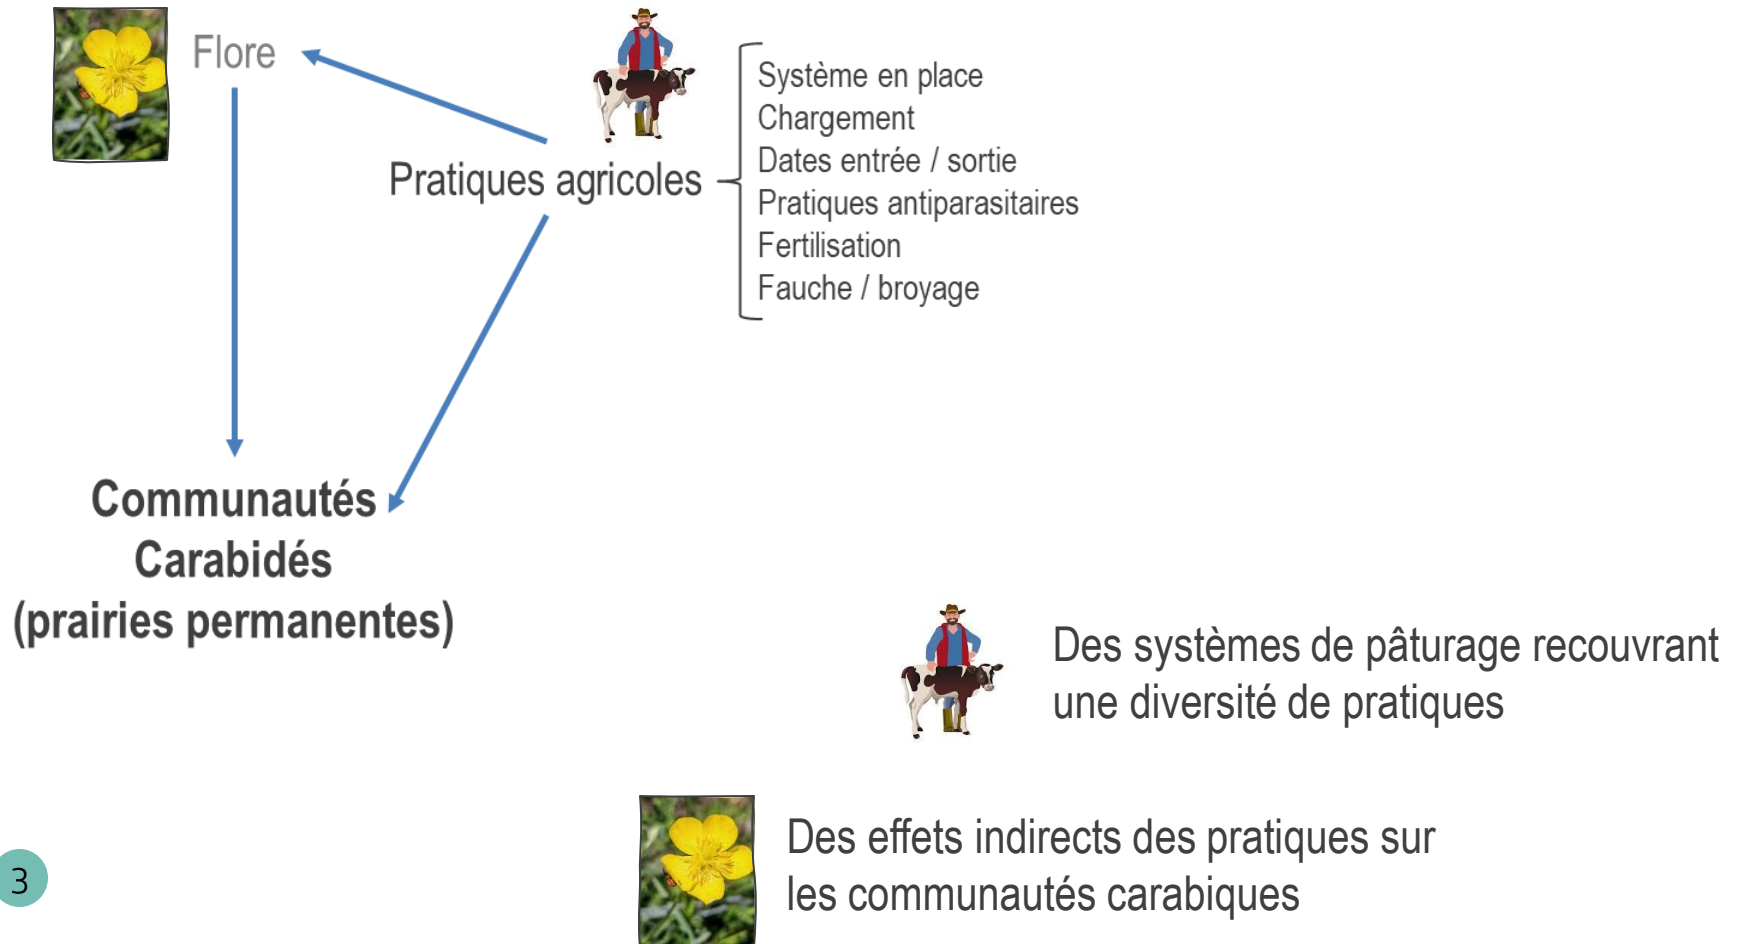 Flore
Pratiques agricoles
Système en place
Chargement
Dates entrée / sortie
Pratiques antiparasitaires
Fertilisation
Fauche / broyage
Communautés
Carabidés
(prairies permanentes)
Des systèmes de pâturage recouvrant
une diversité de pratiques
Des effets indirects des pratiques sur
les communautés carabiques
3